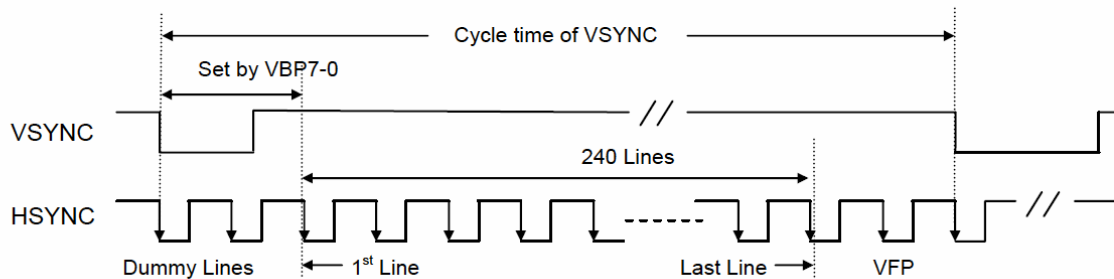 Cycle time of VSYNC
Set by VBP7-0
VSYNC
240 Lines
HSYNC
Dummy Lines
1st Line
Last Line
VFP